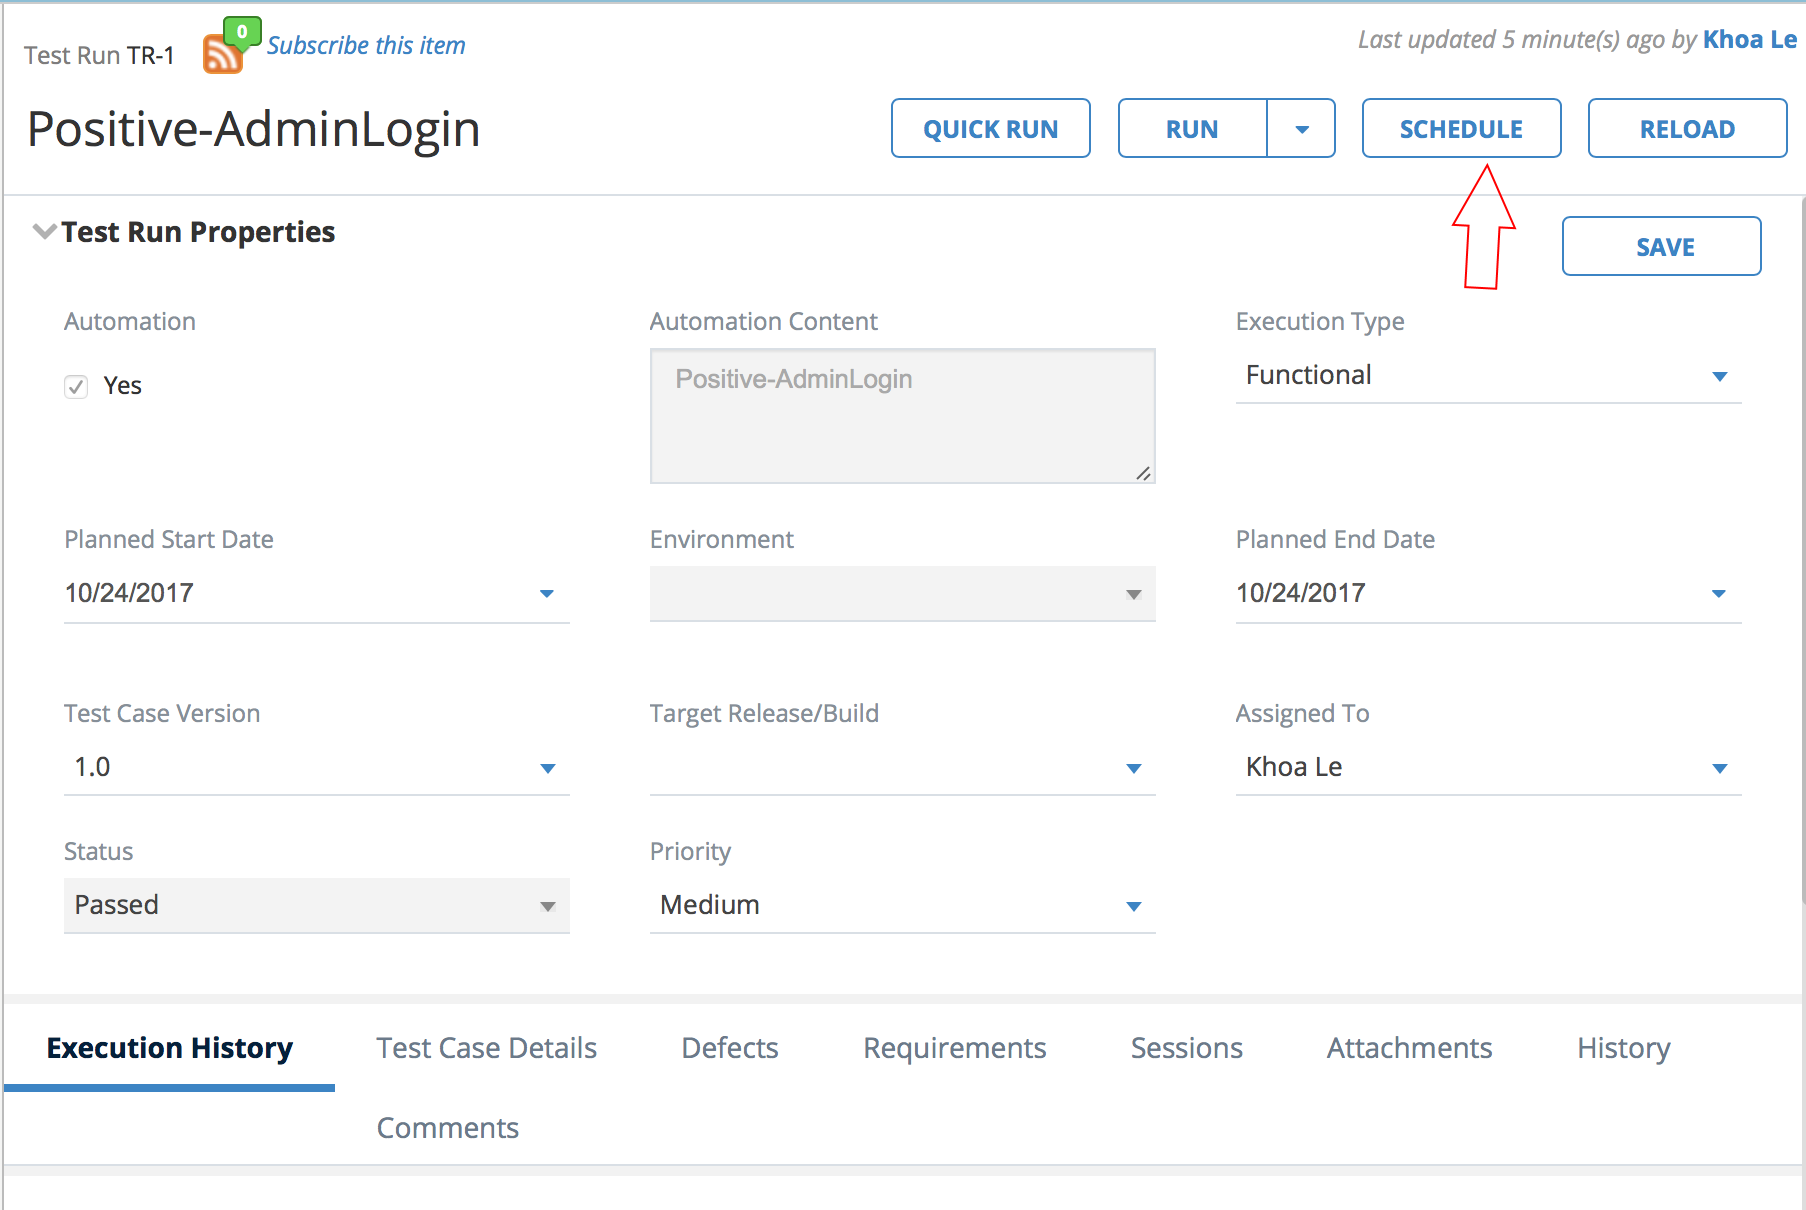 Test Run TR-1
0
Subscribe this item
Last updated 5 minute(s) ago by Khoa Le
Positive-AdminLogin
QUICK RUN
RUN
SCHEDULE
RELOAD
Test Run Properties
SAVE
Automation
Automation Content
Execution Type
Yes
Positive-AdminLogin
Functional
Planned Start Date
Environment
Planned End Date
10/24/2017
10/24/2017
Test Case Version
Target Release/Build
Assigned To
1.0
Khoa Le
Status
Priority
Passed
Medium
Execution History
Test Case Details
Defects
Requirements
Sessions
Attachments
History
Comments